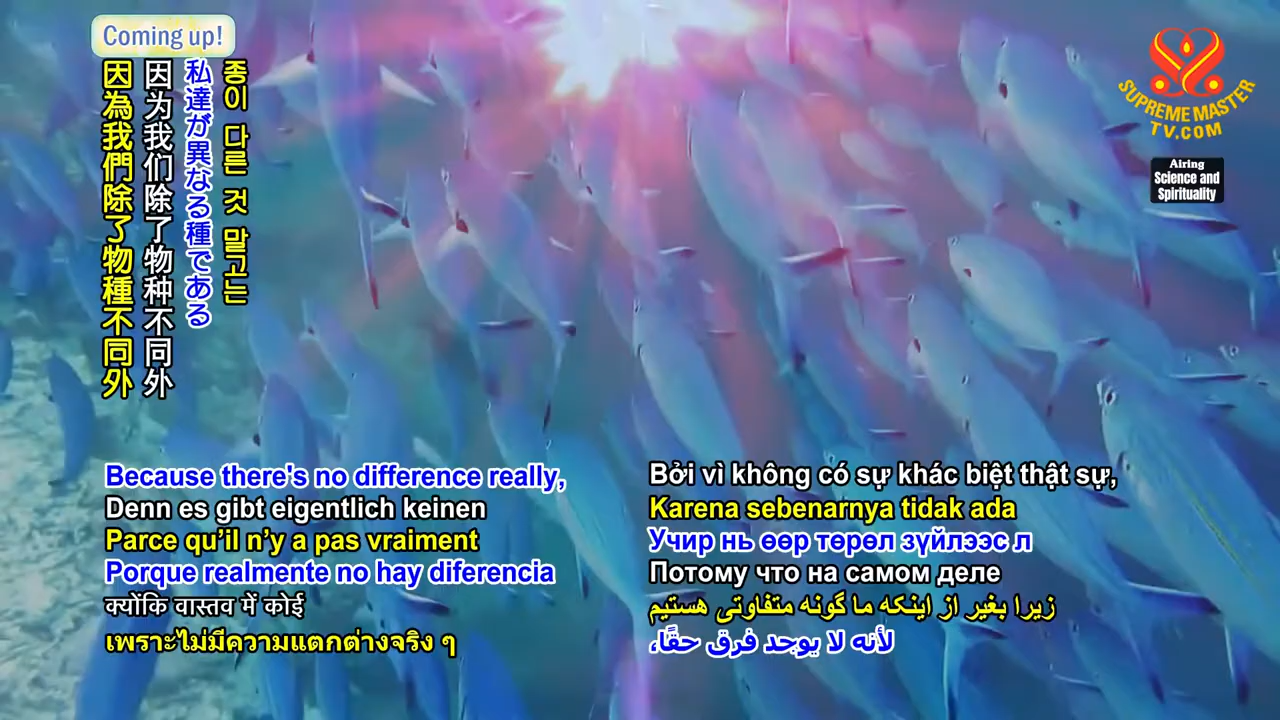 Coming up!
종이 다른 것 말고는
私達が異なる種である
因为我们除了物种不同外
因為我們除了物種不同外
SUPREME MASTER
TV.COM
Airing
Science and
Spirituality
Because there's no difference really,
Denn es gibt eigentlich keinen
Parce qu’il n’y a pas vraiment
Porque realmente no hay diferencia
क्योंकि वास्तव में कोई
เพราะไม่มีความแตกต่างจริง ๆ
Bởi vì không có sự khác biệt thật sự,
Karena sebenarnya tidak ada
Учир нь өөр төрөл зүйлээс л
Потому что на самом деле
زیرا بغیر از اینکه ما گونه متفاوتی هستیم
لأنه لا يوجد فرق حقًا،